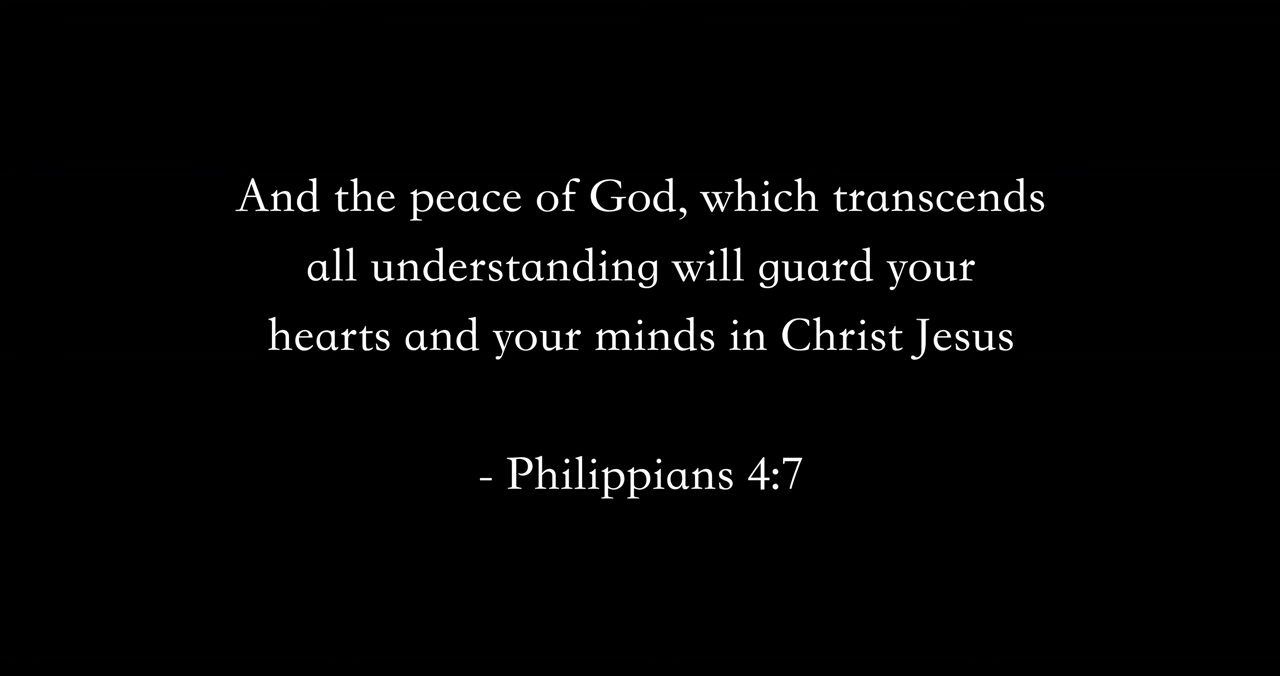 And the peace of God, which transcends
all understanding will guard your
hearts and your minds in Christ Jesus
- Philippians 4:7